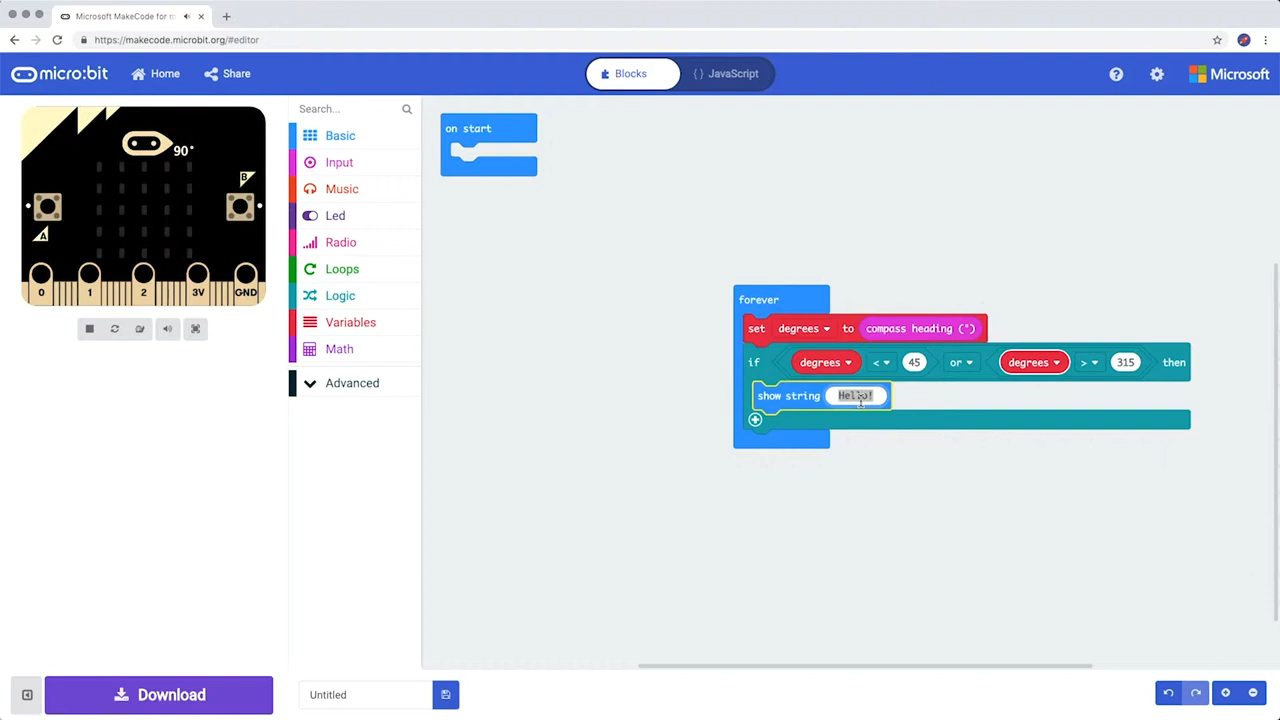 Microsoft MakeCode for m
https://makecode.microbit.org/#editor
micro:bit
Home
Share
Blocks
{ } JavaScript
Microsoft
90°
B
A
0
1
2
3V
GND
Search...
Basic
Input
Music
Led
Radio
Loops
Logic
Variables
Math
Advanced
on start
forever
set degrees to compass heading (°)
if degrees < 45 or degrees > 315 then
show string Hello!
Download
Untitled